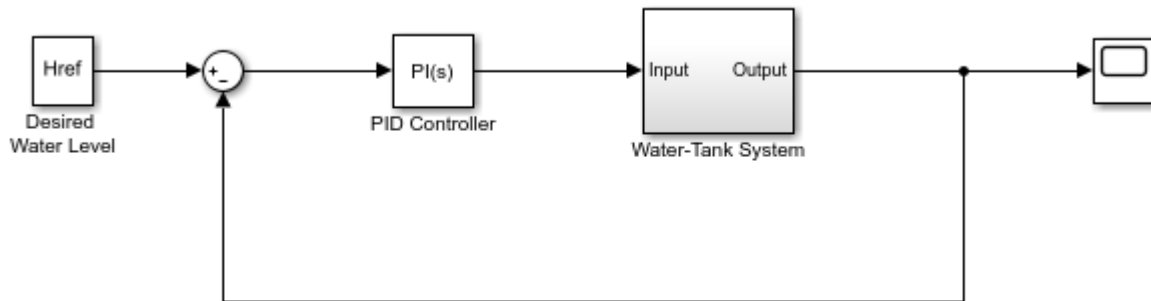 Href
Desired
Water Level
+
−
PI(s)
PID Controller
Input
Output
Water-Tank System